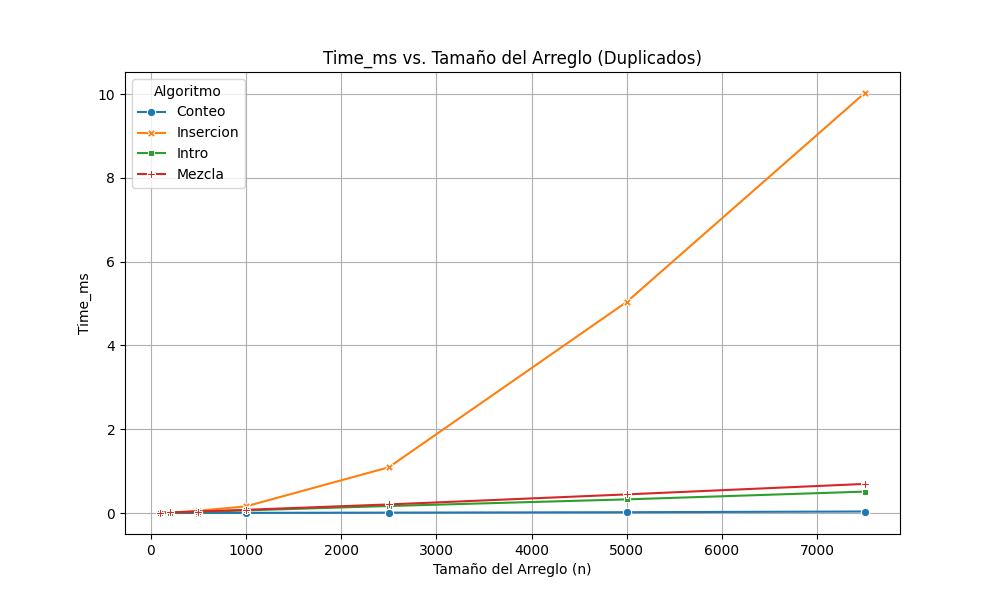 Time_ms vs. Tamaño del Arreglo (Duplicados)
Algoritmo
Conteo
Insercion
Intro
Mezcla
10
8
6
4
2
0
Time_ms
0 1000 2000 3000 4000 5000 6000 7000
Tamaño del Arreglo (n)